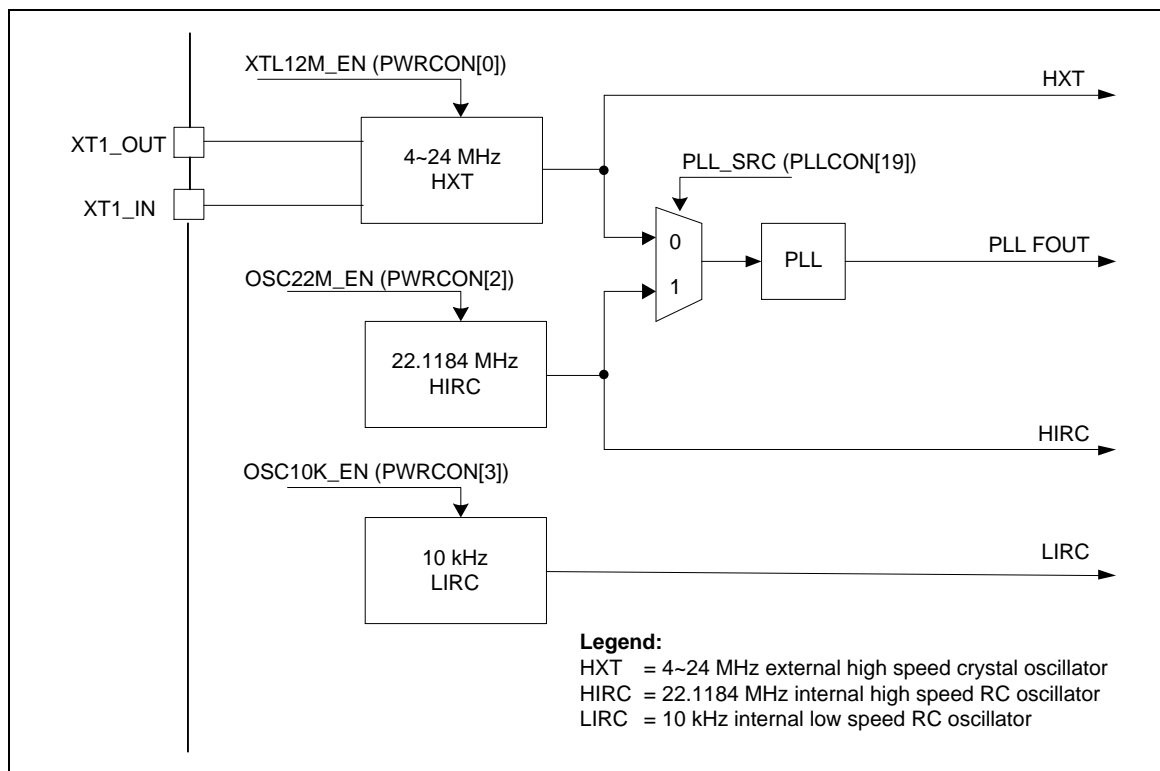 XTL12M_EN (PWRCON[0])
HXT
XT1_OUT
4~24 MHz
HXT
PLL_SRC (PLLCON[19])
XT1_IN
0
PLL FOUT
PLL
OSC22M_EN (PWRCON[2])
1
22.1184 MHz
HIRC
HIRC
OSC10K_EN (PWRCON[3])
10 kHz
LIRC
LIRC
Legend:
HXT = 4~24 MHz external high speed crystal oscillator
HIRC = 22.1184 MHz internal high speed RC oscillator
LIRC = 10 kHz internal low speed RC oscillator